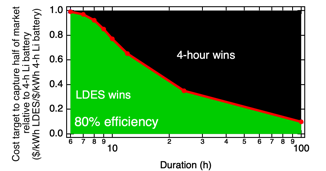 Cost target to capture half of market
relative to 4-h Li battery
($/kWh LDES/$/kWh 4-h Li battery)
1.0
0.8
0.6
0.4
0.2
0.0
4-hour wins
LDES wins
80% efficiency
6 7 8 9 10 2 3 4 5 6 7 8 9 100
Duration (h)